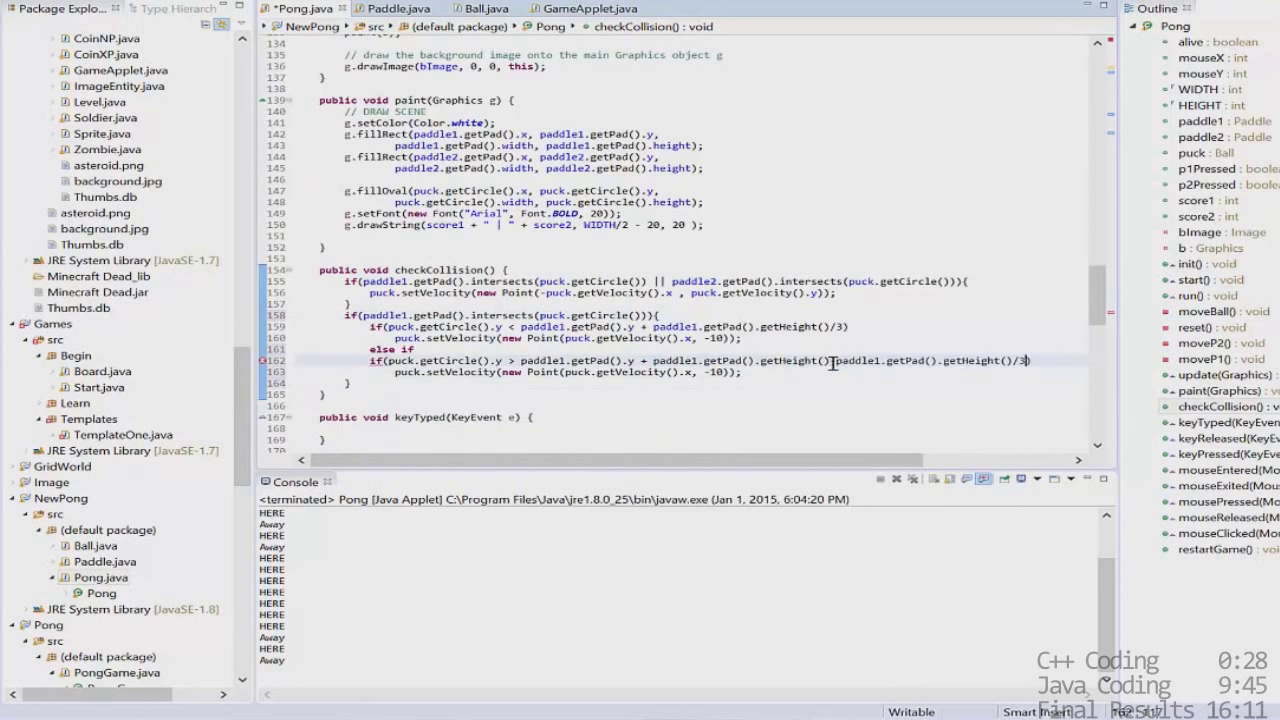 Package Explo...
Type Hierarch
*Pong.java
Paddle.java
Ball.java
GameApplet.java
Outline
NewPong
src
(default package)
Pong
checkCollision() : void
CoinNP.java
CoinXP.java
GameApplet.java
ImageEntity.java
Level.java
Soldier.java
Sprite.java
Zombie.java
asteroid.png
background.jpg
Thumbs.db
asteroid.png
background.jpg
Thumbs.db
JRE System Library [JavaSE-1.7]
Minecraft Dead_lib
Minecraft Dead.jar
Thumbs.db
Games
src
Begin
Board.java
Start.java
Learn
Templates
TemplateOne.java
JRE System Library [JavaSE-1.7]
GridWorld
Image
NewPong
src
(default package)
Ball.java
Paddle.java
Pong.java
Pong
JRE System Library [JavaSE-1.8]
Pong
src
(default package)
PongGame.java
134
135 // draw the background image onto the main Graphics object g
136 g.drawImage(bImage, 0, 0, this);
137 }
138
139 public void paint(Graphics g) {
140 // DRAW SCENE
141 g.setColor(Color.white);
142 g.fillRect(paddle1.getPad().x, paddle1.getPad().y,
143 paddle1.getPad().width, paddle1.getPad().height);
144 g.fillRect(paddle2.getPad().x, paddle2.getPad().y,
145 paddle2.getPad().width, paddle2.getPad().height);
146
147 g.fillOval(puck.getCircle().x, puck.getCircle().y,
148 puck.getCircle().width, puck.getCircle().height);
149 g.setFont(new Font("Arial", Font.BOLD, 20));
150 g.drawString(score1 + " | " + score2, WIDTH/2 - 20, 20 );
151
152 }
153
154 public void checkCollision() {
155 if(paddle1.getPad().intersects(puck.getCircle()) || paddle2.getPad().intersects(puck.getCircle())){
156 puck.setVelocity(new Point(-puck.getVelocity().x , puck.getVelocity().y));
157 }
158 if(paddle1.getPad().intersects(puck.getCircle())){
159 if(puck.getCircle().y < paddle1.getPad().y + paddle1.getPad().getHeight()/3)
160 puck.setVelocity(new Point(puck.getVelocity().x, -10));
161 else if
162 if(puck.getCircle().y > paddle1.getPad().y + paddle1.getPad().getHeight() paddle1.getPad().getHeight()/3)
163 puck.setVelocity(new Point(puck.getVelocity().x, -10));
164 }
165 }
166
167 public void keyTyped(KeyEvent e) {
168
169 }
170
Pong
alive : boolean
mouseX : int
mouseY : int
WIDTH : int
HEIGHT : int
paddle1 : Paddle
paddle2 : Paddle
puck : Ball
p1Pressed : boolean
p2Pressed : boolean
score1 : int
score2 : int
bImage : Image
b : Graphics
init() : void
start() : void
run() : void
moveBall() : void
reset() : void
moveP2() : void
moveP1() : void
update(Graphics) :
paint(Graphics) :
checkCollision() : v
keyTyped(KeyEven
keyReleased(KeyE
keyPressed(KeyEve
mouseEntered(Mo
mouseExited(Mou
mousePressed(Mo
mouseReleased(M
mouseClicked(Mou
restartGame() : void
Console
<terminated> Pong [Java Applet] C:\Program Files\Java\jre1.8.0_25\bin\javaw.exe (Jan 1, 2015, 6:04:20 PM)
HERE
Away
HERE
Away
HERE
HERE
HERE
HERE
HERE
HERE
HERE
Away
HERE
Away
C++ Coding 0:28
Java Coding 9:45
Final Results 16:11
Writable
Smart Insert